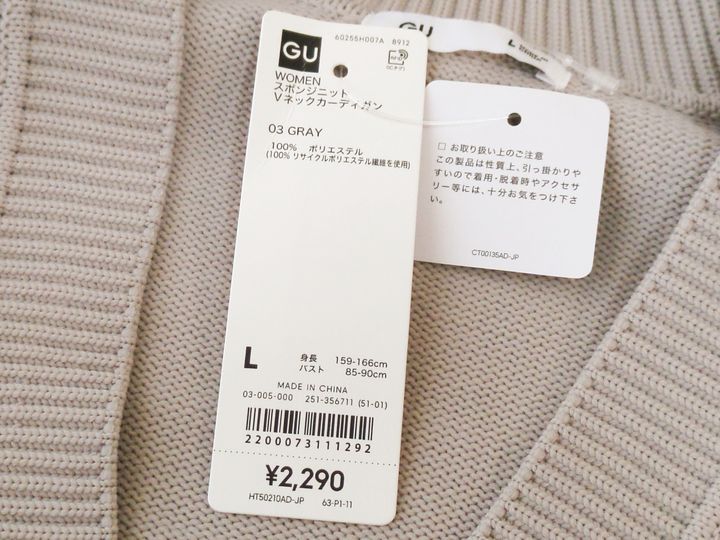 60255H007A 8912
GU
WOMEN
スポンジニット
Vネックカーディガン
03 GRAY
100% ポリエステル
(100% リサイクルポリエステル繊維を使用)
L
身長 159-166cm
バスト 85-90cm
MADE IN CHINA
03-005-000 251-356711 (51-01)
2200073111292
¥2,290
HT50210AD-JP 63-P1-11
GU
L
□ お取り扱い上のご注意
この製品は性質上、引っ掛かりや
すいので着用・脱着時やアクセサ
リー等には、十分お気をつけ下さ
い。
CT00135AD-JP